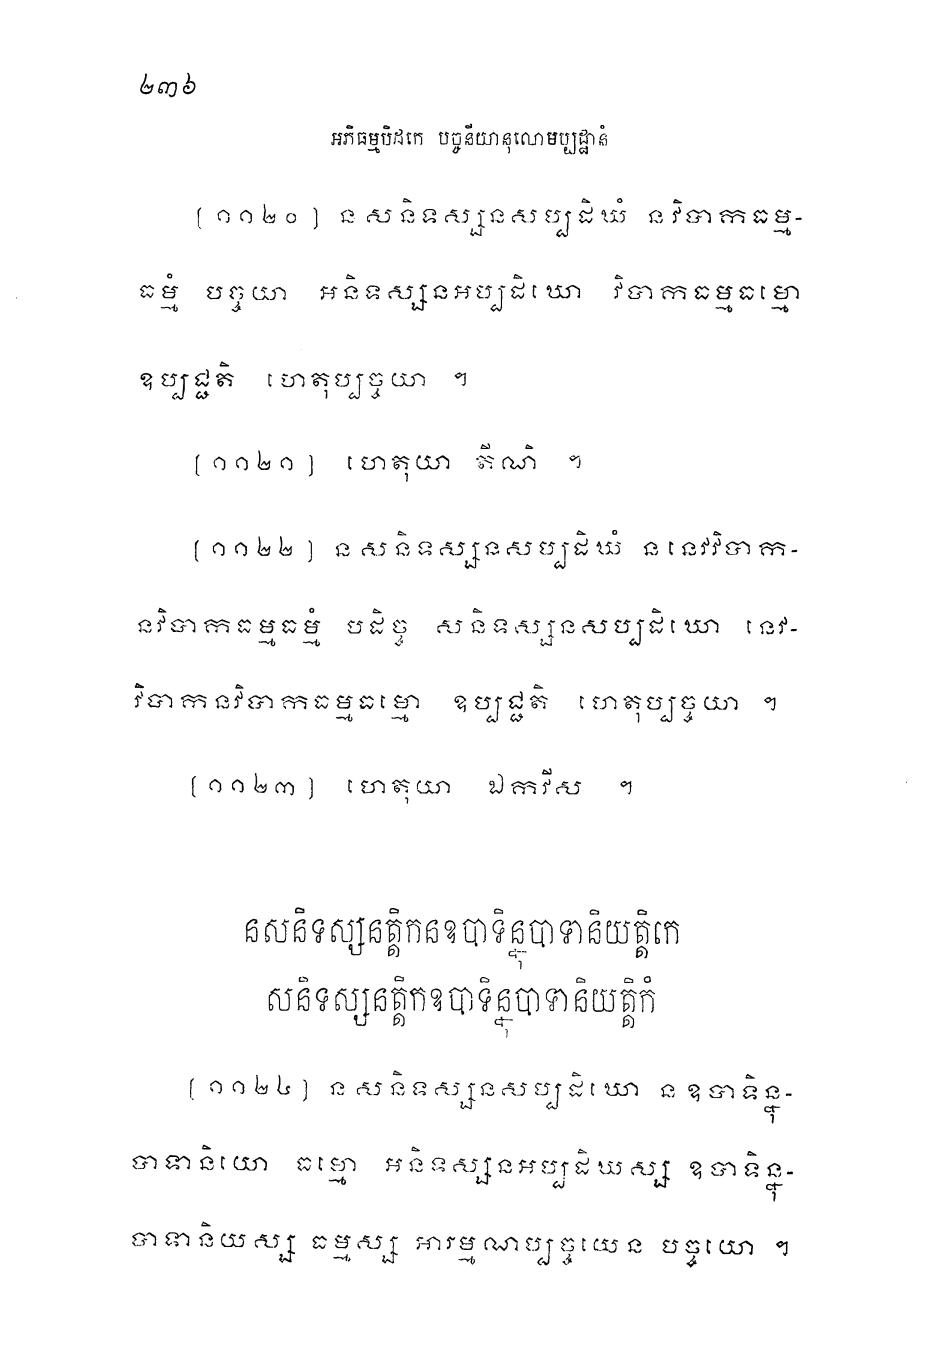 ២៣៦
អភិធម្មបិដកេ បច្ចនីយានុលោមប្បដ្ឋានំ
[១១២០] នសនិទស្សនសប្បដិឃំ នវិបាកធម្ម-
ធម្មំ បច្ចយា អនិទស្សនអប្បដិឃោ វិបាកធម្មធម្មោ
ឧប្បជ្ជតិ ហេតុប្បច្ចយា ។
[១១២១] ហេតុយា តីណិ ។
[១១២២] នសនិទស្សនសប្បដិឃំ ននេវវិបាក-
នវិបាកធម្មធម្មំ បដិច្ច សនិទស្សនសប្បដិឃោ នេវ-
វិបាកនវិបាកធម្មធម្មោ ឧប្បជ្ជតិ ហេតុប្បច្ចយា ។
[១១២៣] ហេតុយា ឯកវីស ។
នសនិទស្សនត្តិកនឧបាទិន្នុបាទានិយត្តិកេ
សនិទស្សនត្តិកឧបាទិន្នុបាទានិយត្តិកំ
[១១២៤] នសនិទស្សនសប្បដិឃោ នឧបាទិន្នុ-
បាទានិយោ ធម្មោ អនិទស្សនអប្បដិឃស្ស ឧបាទិន្នុ-
បាទានិយស្ស ធម្មស្ស អារម្មណប្បច្ចយេន បច្ចយោ ។